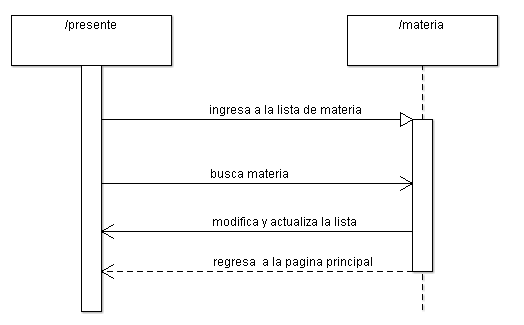 /presente
/materia
ingresa a la lista de materia
busca materia
modifica y actualiza la lista
regresa  a la pagina principal